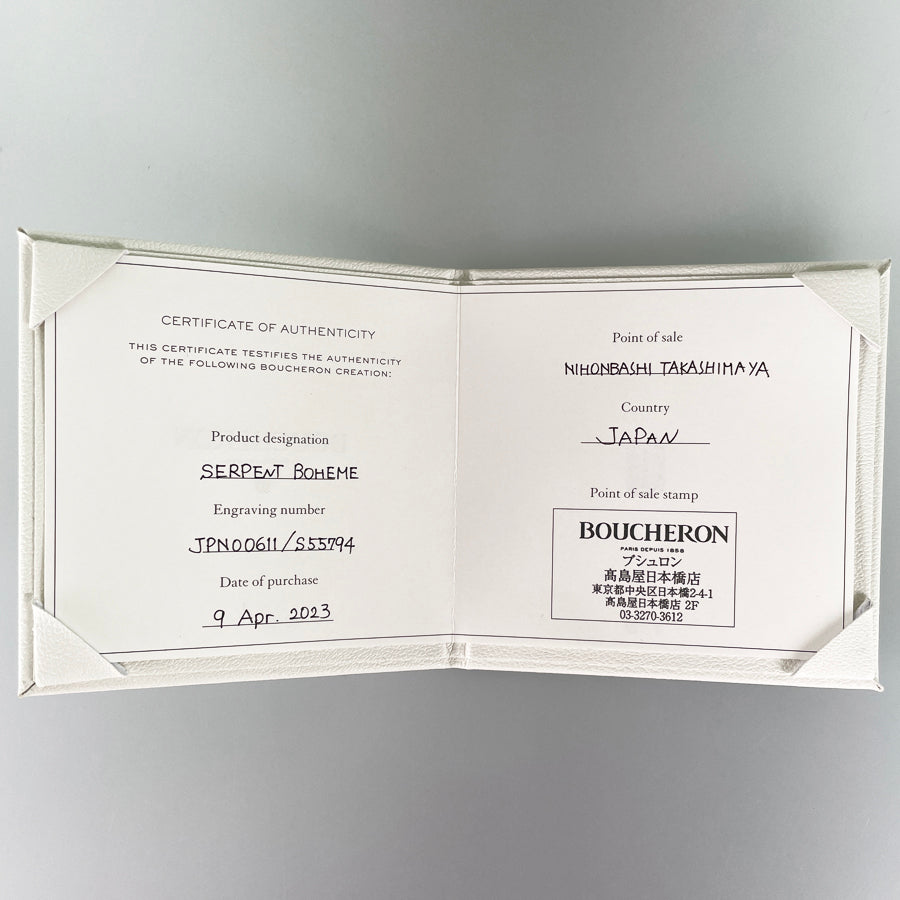 CERTIFICATE OF AUTHENTICITY
THIS CERTIFICATE TESTIFIES THE AUTHENTICITY
OF THE FOLLOWING BOUCHERON CREATION:
Product designation
SERPENT BOHEME
Engraving number
JPN00611/S55794
Date of purchase
9 Apr. 2023
Point of sale
NIHONBASHI TAKASHIMAYA
Country
JAPAN
Point of sale stamp
BOUCHERON
PARIS DEPUIS 1858
ブシュロン
髙島屋日本橋店
東京都中央区日本橋2-4-1
髙島屋日本橋店 2F
03-3270-3612